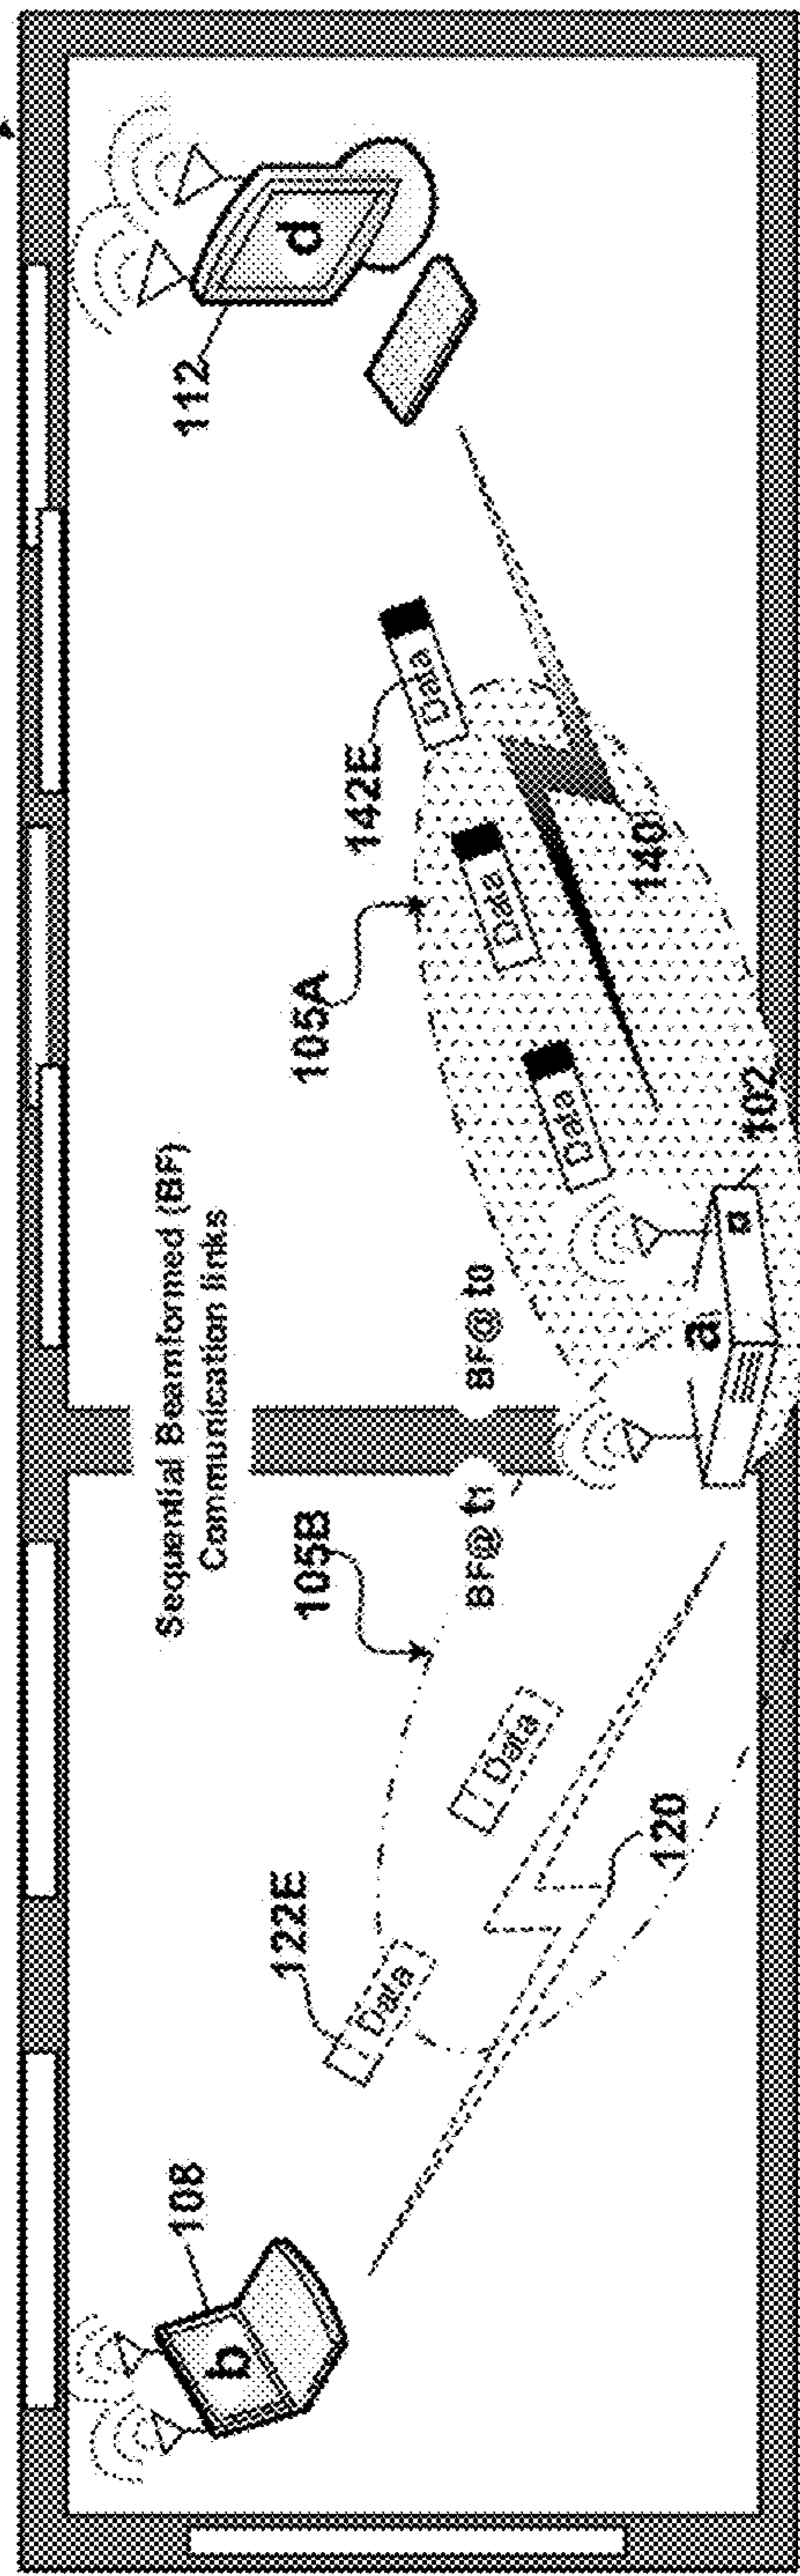 Sequential Beamformed (BF)
Communication links
108
b
122E
Data
Data
120
105B
BF@ t₁
BF@ t₀
a
a
102
105A
Data
Data
Data
142E
140
112
d